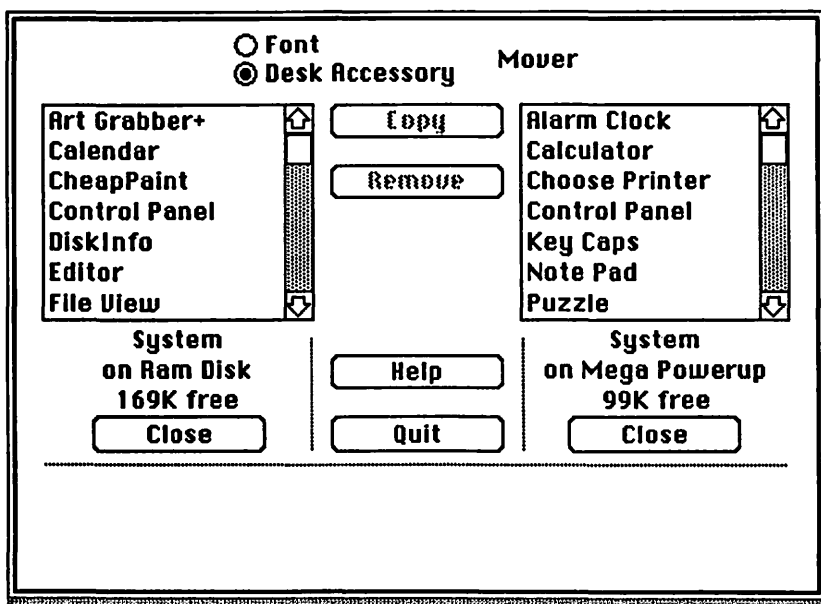 Font
Desk Accessory
Mover
Art Grabber+
Calendar
CheapPaint
Control Panel
DiskInfo
Editor
File View
Copy
Remove
Alarm Clock
Calculator
Choose Printer
Control Panel
Key Caps
Note Pad
Puzzle
System
on Ram Disk
169K free
Close
Help
Quit
System
on Mega Powerup
99K free
Close